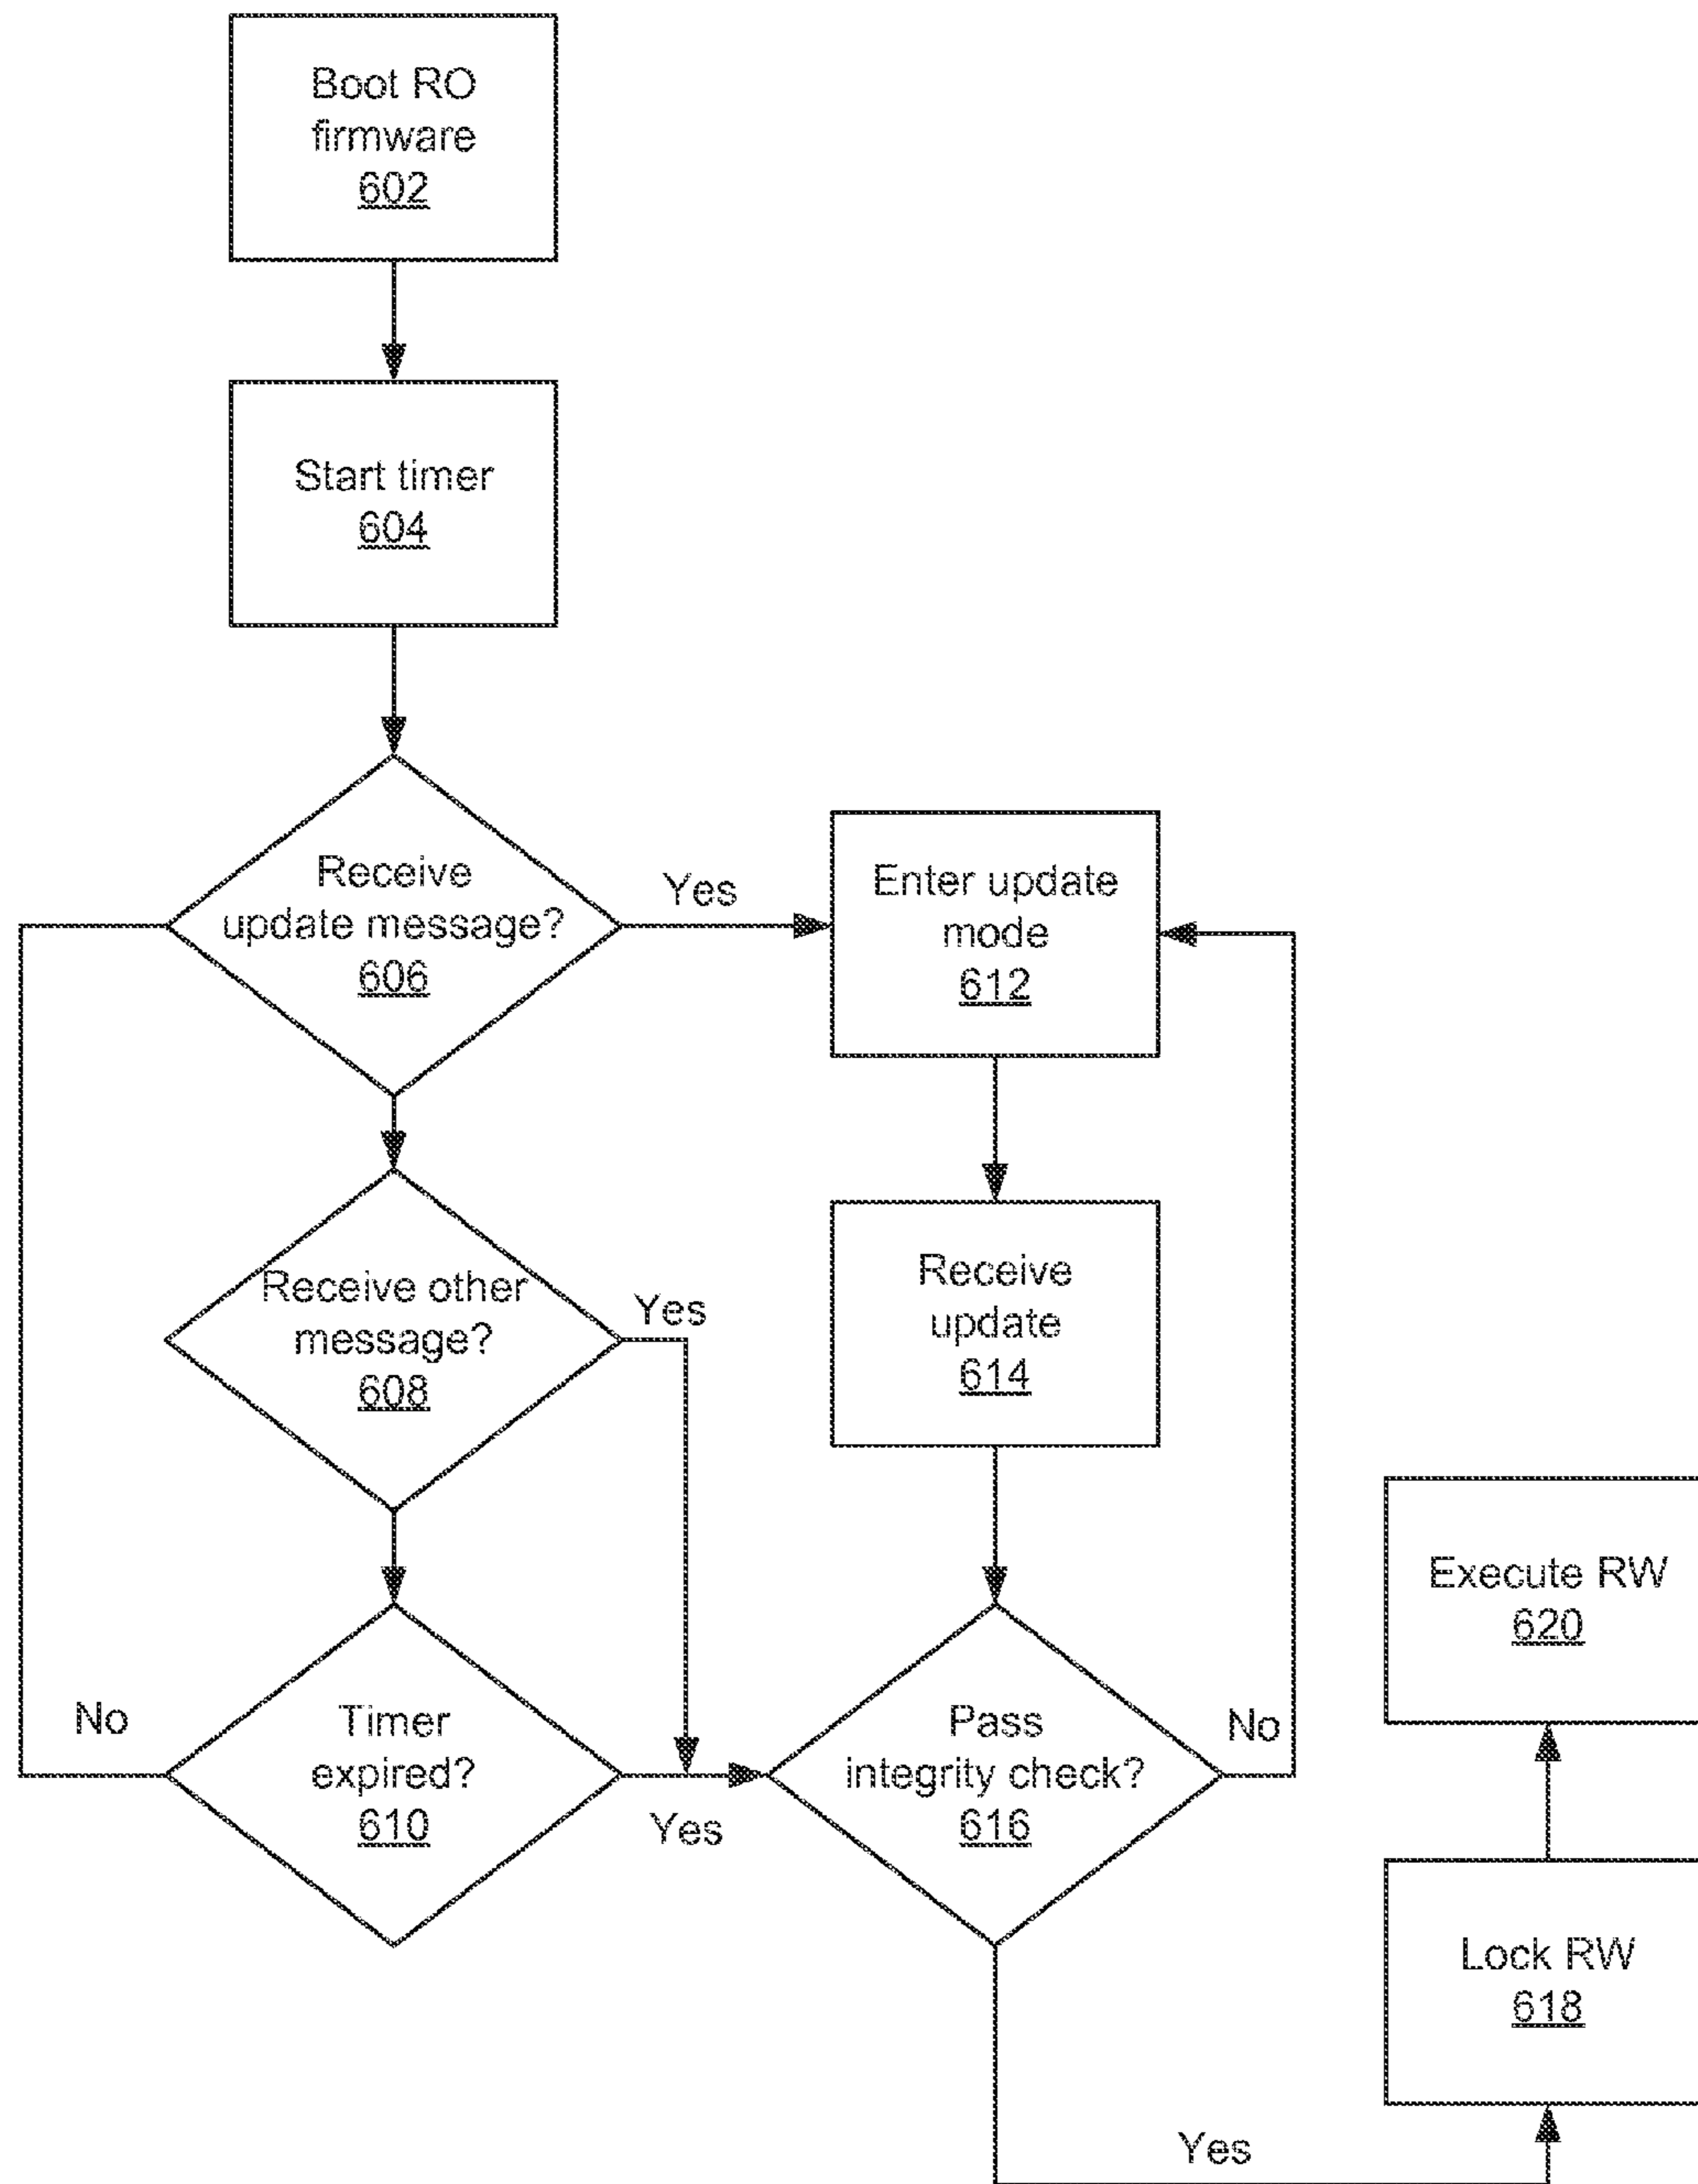 Boot RO
firmware
602
Start timer
604
Receive
update message?
606
Yes
Enter update
mode
612
Receive other
message?
608
Yes
Receive
update
614
Execute RW
620
No
Timer
expired?
610
Yes
Pass
integrity check?
616
No
Lock RW
618
Yes